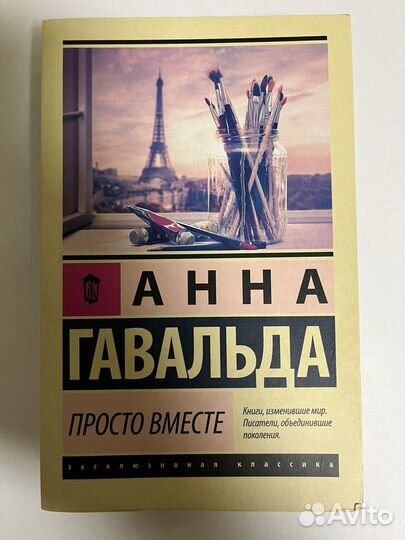 АННА
ГАВАЛЬДА
ПРОСТО ВМЕСТЕ
Книги, изменившие мир.
Писатели, объединившие
поколения.
эксклюзивная классика
Avito